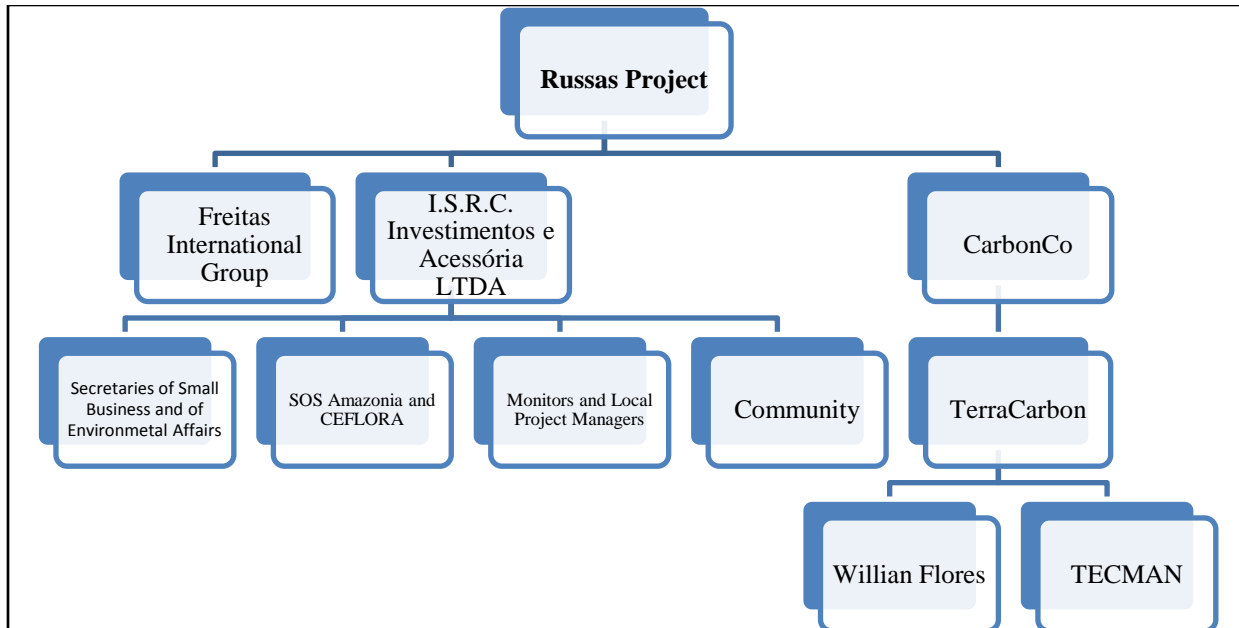 Russas Project
Freitas
International
Group
I.S.R.C.
Investimentos e
Acessória
LTDA
CarbonCo
Secretaries of Small
Business and of
Environmetal Affairs
SOS Amazonia and
CEFLORA
Monitors and Local
Project Managers
Community
TerraCarbon
Willian Flores
TECMAN